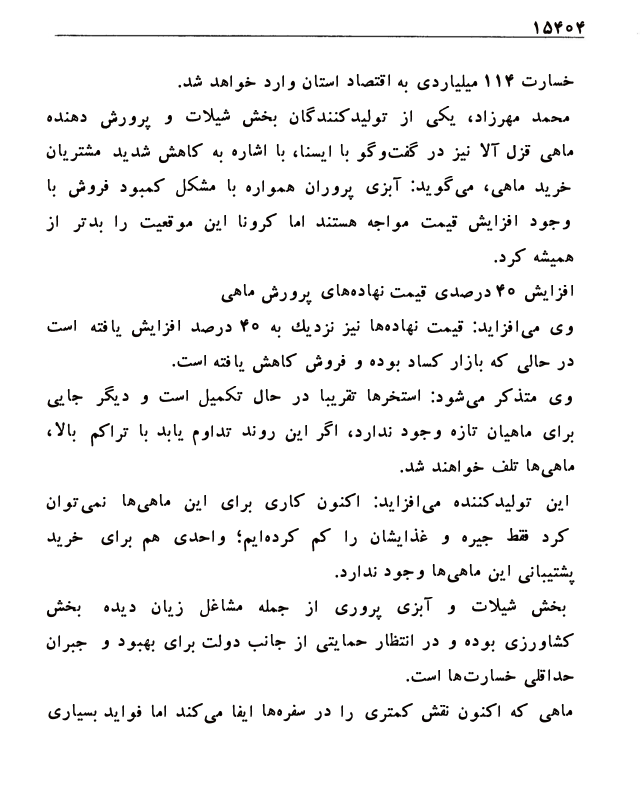 ۱۵۴۰۴
خسارت ۱۱۴ میلیاردی به اقتصاد استان وارد خواهد شد.
محمد مهرزاد، یکی از تولیدکنندگان بخش شیلات و پرورش دهنده
ماهی قزل آلا نیز در گفت‌وگو با ایسنا، با اشاره به کاهش شدید مشتریان
خرید ماهی، می‌گوید: آبزی پروران همواره با مشکل کمبود فروش با
وجود افزایش قیمت مواجه هستند اما کرونا این موقعیت را بدتر از
همیشه کرد.
افزایش ۴۰ درصدی قیمت نهاده‌های پرورش ماهی
وی می‌افزاید: قیمت نهاده‌ها نیز نزدیك به ۴۰ درصد افزایش یافته است
در حالی که بازار کساد بوده و فروش کاهش یافته است.
وی متذکر می‌شود: استخرها تقریبا در حال تکمیل است و دیگر جایی
برای ماهیان تازه وجود ندارد، اگر این روند تداوم یابد با تراکم بالا،
ماهی‌ها تلف خواهند شد.
این تولیدکننده می‌افزاید: اکنون کاری برای این ماهی‌ها نمی‌توان
کرد فقط جیره و غذایشان را کم کرده‌ایم؛ واحدی هم برای خرید
پشتیبانی این ماهی‌ها وجود ندارد.
بخش شیلات و آبزی پروری از جمله مشاغل زیان دیده بخش
کشاورزی بوده و در انتظار حمایتی از جانب دولت برای بهبود و جبران
حداقلی خسارت‌ها است.
ماهی که اکنون نقش کمتری را در سفره‌ها ایفا می‌کند اما فواید بسیاری